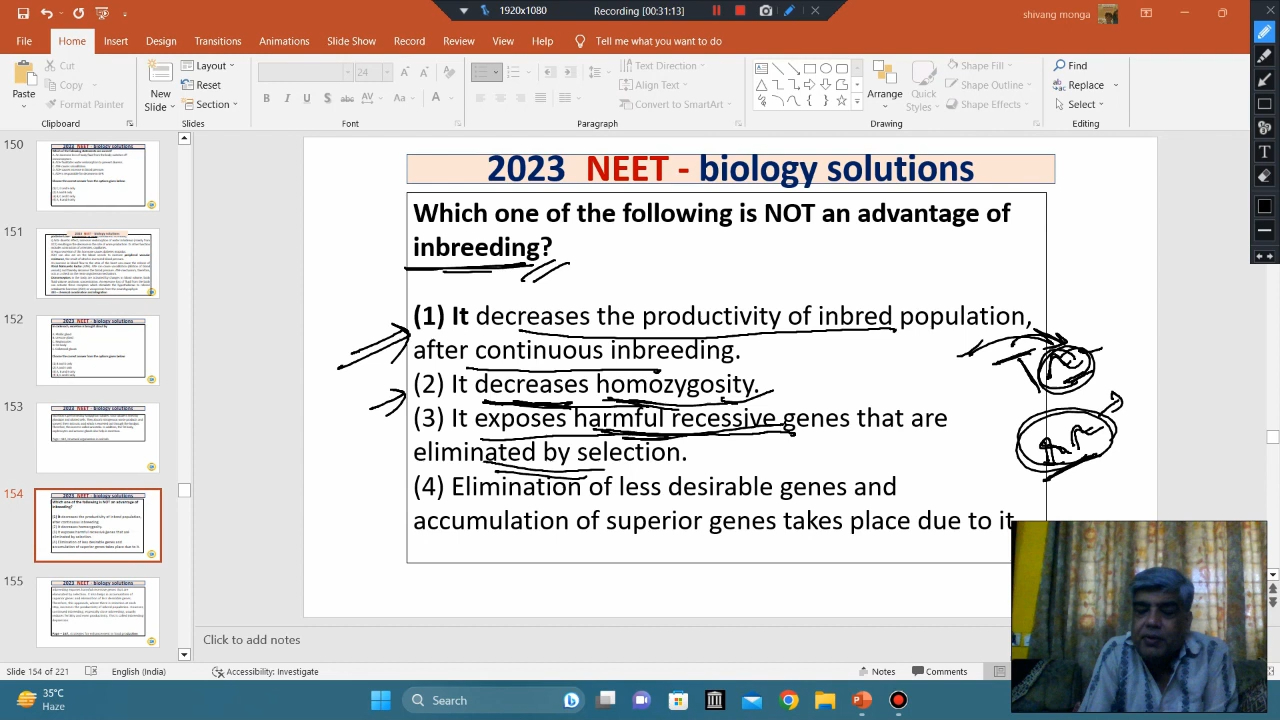 1920x1080
Recording [00:31:13]
shivang monga
File Home Insert Design Transitions Animations Slide Show Record Review View Help Tell me what you want to do
Paste
Cut
Copy
Format Painter
Clipboard
New Slide
Layout
Reset
Section
Slides
24
B I U S abc AV Aa A
Font
Text Direction
Align Text
Convert to SmartArt
Paragraph
Arrange
Quick Styles
Shape Fill
Shape Outline
Shape Effects
Drawing
Find
Replace
Select
Editing
150
151
152
153
154
155
2023 NEET - biology solutions
Which one of the following is NOT an advantage of
inbreeding?
(1) It decreases the productivity of inbred population,
after continuous inbreeding.
(2) It decreases homozygosity.
(3) It exposes harmful recessive genes that are
eliminated by selection.
(4) Elimination of less desirable genes and
accumulation of superior genes takes place due to it
Click to add notes
Slide 154 of 221 English (India) Accessibility: Investigate Notes Comments
35°C
Haze
Search